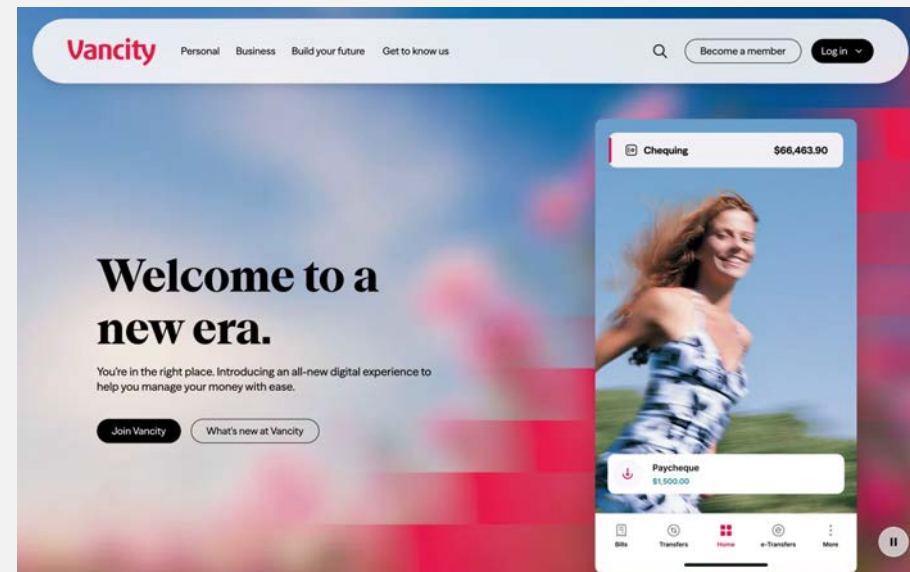 Vancity
Personal Business Build your future Get to know us
Become a member
Log in
Chequing $66,463.90
Welcome to a
new era.
You're in the right place. Introducing an all-new digital experience to
help you manage your money with ease.
Join Vancity
What's new at Vancity
Paycheque
$1,500.00
Bills Transfers Home e-Transfers More